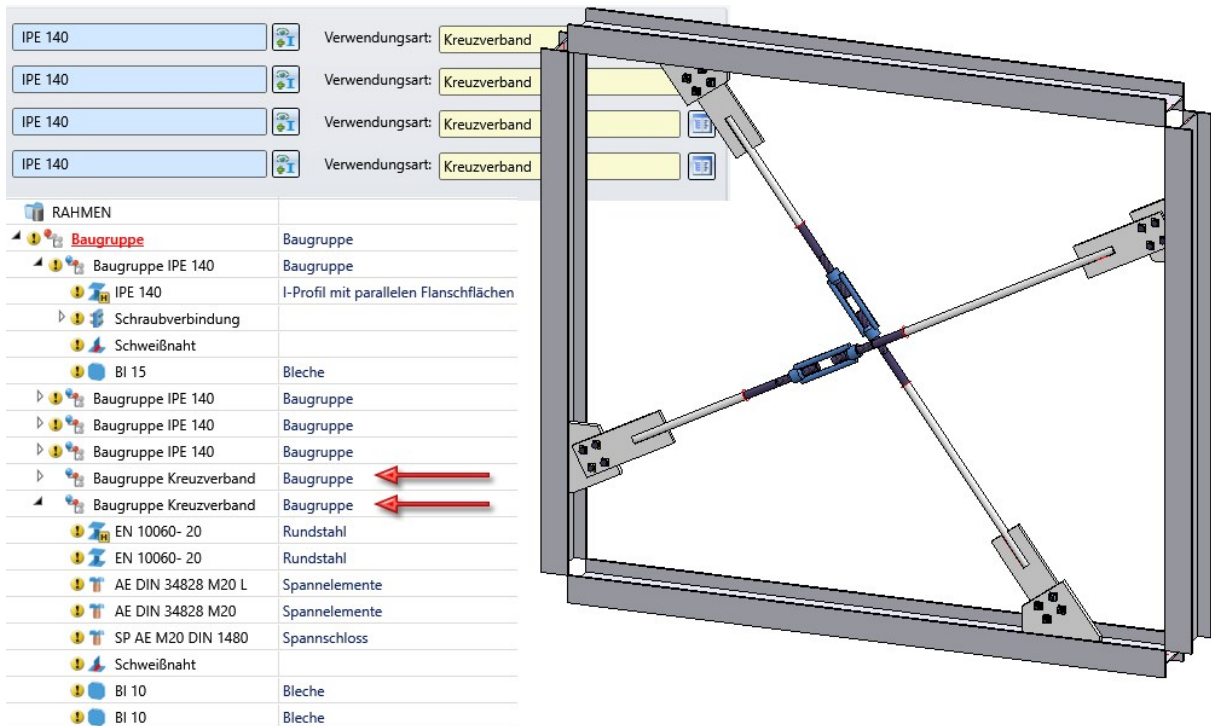 IPE 140 Verwendungsart: Kreuzverband
IPE 140 Verwendungsart: Kreuzverband
IPE 140 Verwendungsart: Kreuzverband
IPE 140 Verwendungsart: Kreuzverband
RAHMEN
Baugruppe Baugruppe
Baugruppe IPE 140 Baugruppe
IPE 140 I-Profil mit parallelen Flanschflächen
Schraubverbindung
Schweißnaht
Bl 15 Bleche
Baugruppe IPE 140 Baugruppe
Baugruppe IPE 140 Baugruppe
Baugruppe IPE 140 Baugruppe
Baugruppe Kreuzverband Baugruppe
Baugruppe Kreuzverband Baugruppe
EN 10060- 20 Rundstahl
EN 10060- 20 Rundstahl
AE DIN 34828 M20 L Spannelemente
AE DIN 34828 M20 Spannelemente
SP AE M20 DIN 1480 Spannschloss
Schweißnaht
Bl 10 Bleche
Bl 10 Bleche